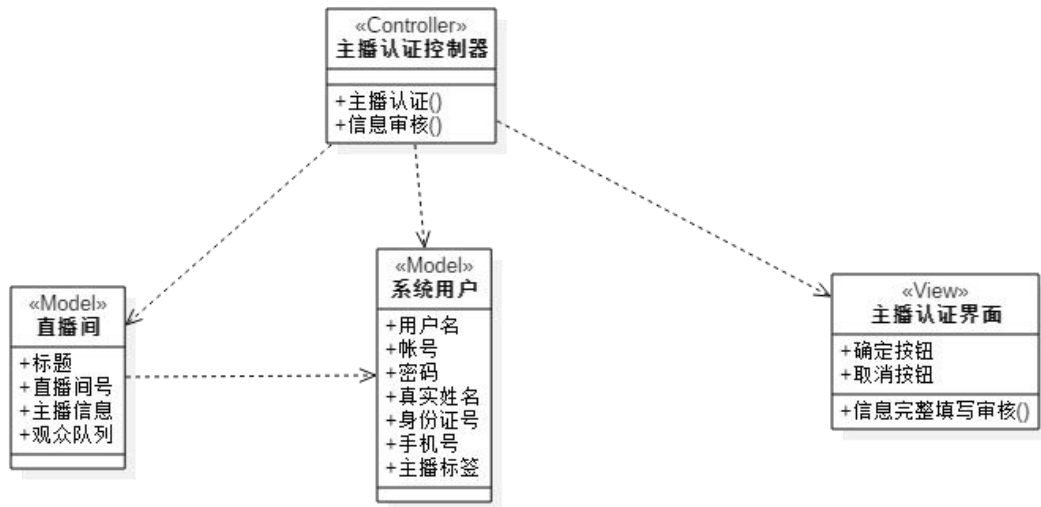 «Controller»
主播认证控制器
+主播认证()
+信息审核()
«Model»
直播间
+标题
+直播间号
+主播信息
+观众队列
«Model»
系统用户
+用户名
+帐号
+密码
+真实姓名
+身份证号
+手机号
+主播标签
«View»
主播认证界面
+确定按钮
+取消按钮
+信息完整填写审核()